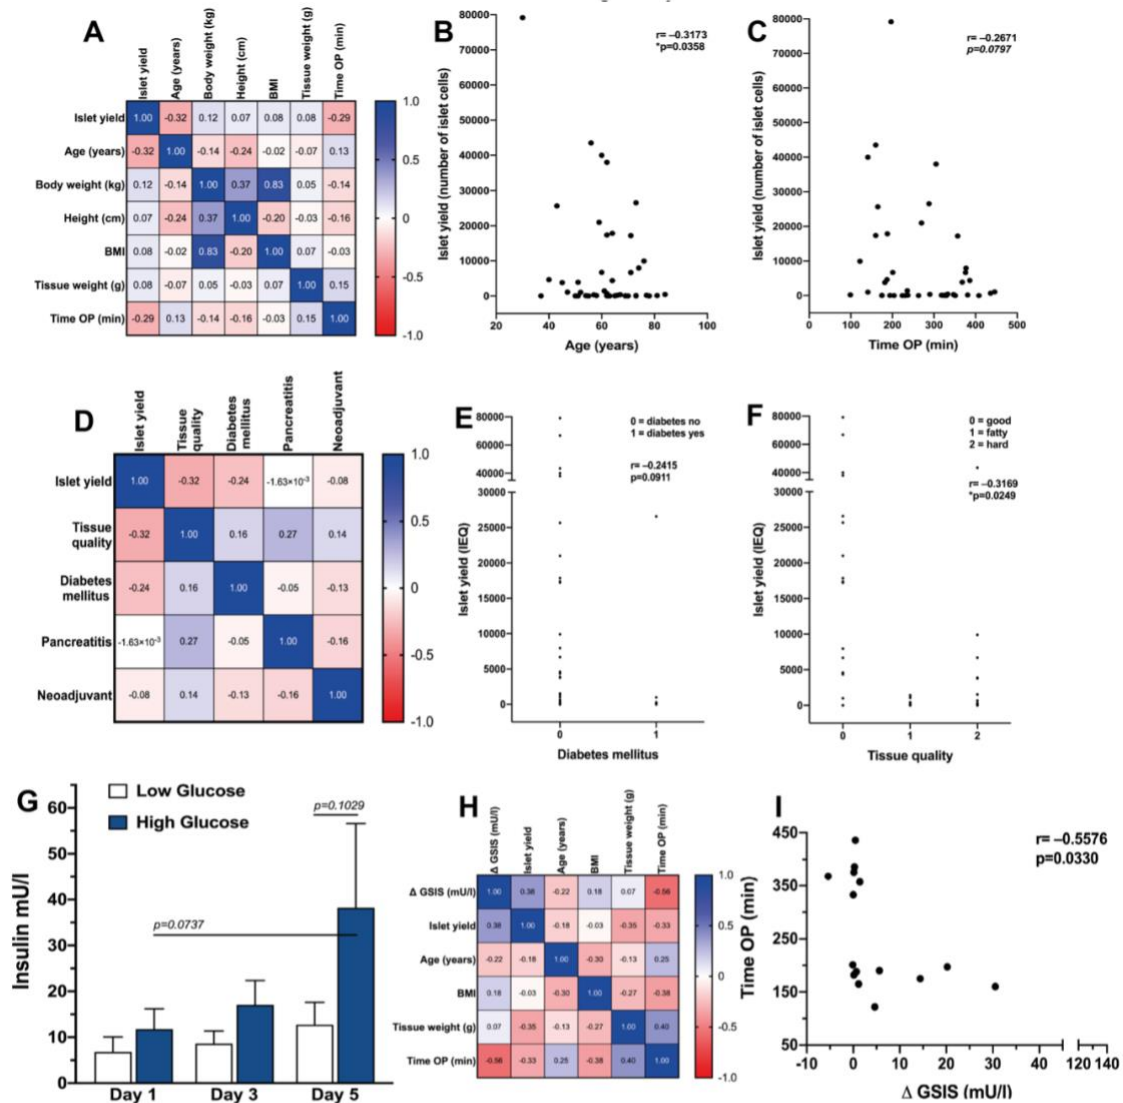 A
Islet yield
Age (years)
Body weight (kg)
Height (cm)
BMI
Tissue weight (g)
Time OP (min)
Islet yield 1.00 -0.32 0.12 0.07 0.08 0.08 -0.29
Age (years) -0.32 1.00 -0.14 -0.24 -0.02 -0.07 0.13
Body weight (kg) 0.12 -0.14 1.00 0.37 0.83 0.05 -0.14
Height (cm) 0.07 -0.24 0.37 1.00 -0.20 -0.03 -0.16
BMI 0.08 -0.02 0.83 -0.20 1.00 0.07 -0.03
Tissue weight (g) 0.08 -0.07 0.05 -0.03 0.07 1.00 0.15
Time OP (min) -0.29 0.13 -0.14 -0.16 -0.03 0.15 1.00
1.0
0.5
0
-0.5
-1.0
B
r= –0.3173
*p=0.0358
Islet yield (number of islet cells)
80000
70000
60000
50000
40000
30000
20000
10000
0
20 40 60 80 100
Age (years)
C
r= –0.2671
p=0.0797
Islet yield (number of islet cells)
80000
70000
60000
50000
40000
30000
20000
10000
0
0 100 200 300 400 500
Time OP (min)
D
Islet yield
Tissue
quality
Diabetes
mellitus
Pancreatitis
Neoadjuvant
Islet yield 1.00 -0.32 -0.24 -1.63×10⁻³ -0.08
Tissue
quality -0.32 1.00 0.16 0.27 0.14
Diabetes
mellitus -0.24 0.16 1.00 -0.05 -0.13
Pancreatitis -1.63×10⁻³ 0.27 -0.05 1.00 -0.16
Neoadjuvant -0.08 0.14 -0.13 -0.16 1.00
1.0
0.5
0
-0.5
-1.0
E
0 = diabetes no
1 = diabetes yes
r= –0.2415
p=0.0911
Islet yield (IEQ)
80000
60000
40000
30000
25000
20000
15000
10000
5000
0
0 1
Diabetes mellitus
F
0 = good
1 = fatty
2 = hard
r= –0.3169
*p=0.0249
Islet yield (IEQ)
80000
60000
40000
30000
25000
20000
15000
10000
5000
0
0 1 2
Tissue quality
G
Low Glucose
High Glucose
p=0.1029
p=0.0737
Insulin mU/l
60
50
40
30
20
10
0
Day 1 Day 3 Day 5
H
Δ GSIS (mU/l)
Islet yield
Age (years)
BMI
Tissue weight (g)
Time OP (min)
Δ GSIS (mU/l) 1.00 0.38 -0.22 0.18 0.07 -0.56
Islet yield 0.38 1.00 -0.18 -0.03 -0.35 -0.33
Age (years) -0.22 -0.18 1.00 -0.30 -0.13 0.25
BMI 0.18 -0.03 -0.30 1.00 -0.27 -0.38
Tissue weight (g) 0.07 -0.35 -0.13 -0.27 1.00 0.40
Time OP (min) -0.56 -0.33 0.25 -0.38 0.40 1.00
1.0
0.5
0
-0.5
-1.0
I
r= –0.5576
p=0.0330
Time OP (min)
450
350
250
150
50
-10 0 10 20 30 40 120 140
Δ GSIS (mU/l)